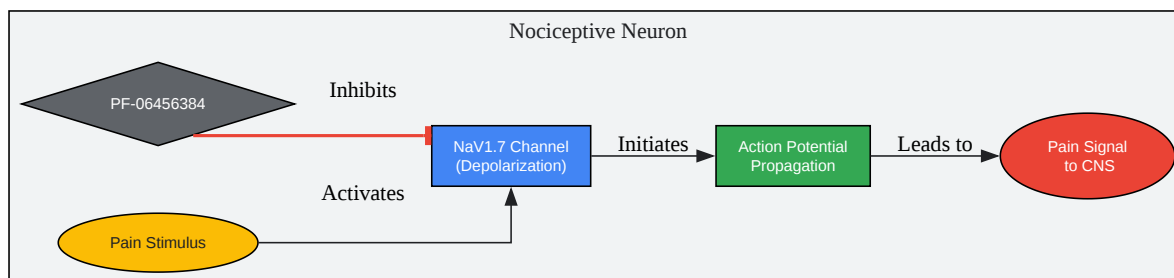 Nociceptive Neuron
PF-06456384
Inhibits
NaV1.7 Channel
(Depolarization)
Initiates
Action Potential
Propagation
Leads to
Pain Signal
to CNS
Activates
Pain Stimulus